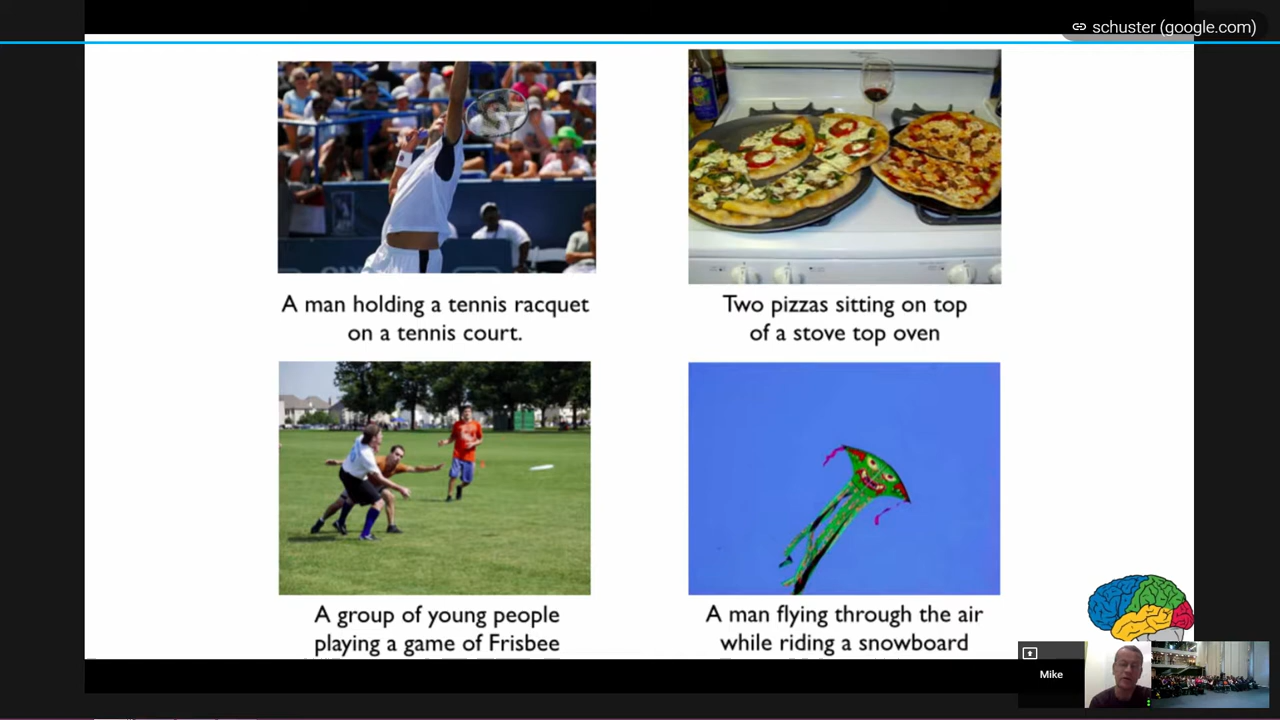 schuster (google.com)
S
A man holding a tennis racquet
on a tennis court.
Two pizzas sitting on top
of a stove top oven
A group of young people
playing a game of Frisbee
A man flying through the air
while riding a snowboard
Mike